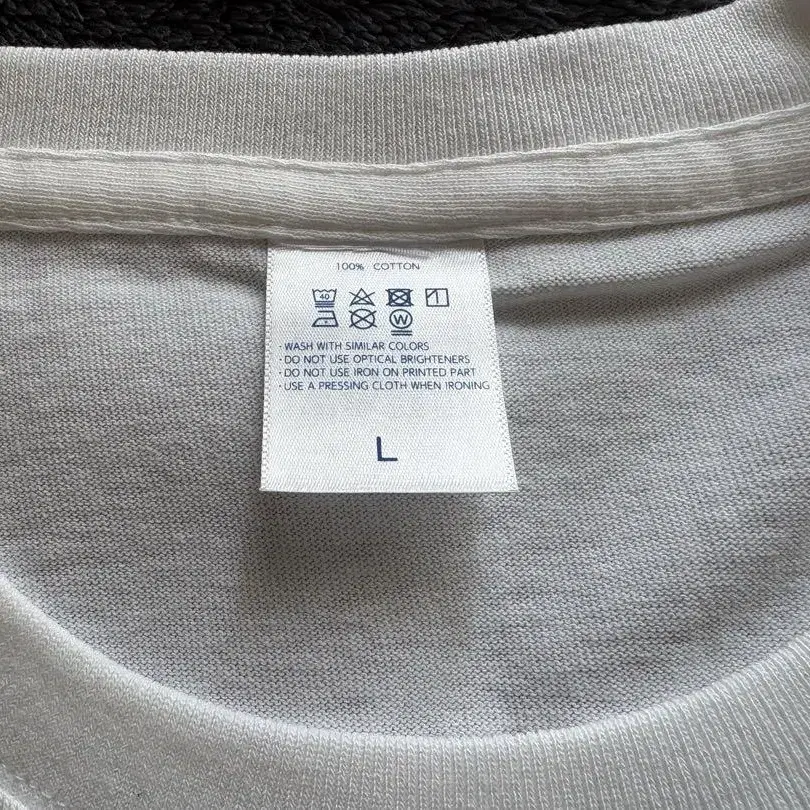 100% COTTON
40
W
· WASH WITH SIMILAR COLORS
· DO NOT USE OPTICAL BRIGHTENERS
· DO NOT USE IRON ON PRINTED PART
· USE A PRESSING CLOTH WHEN IRONING
L